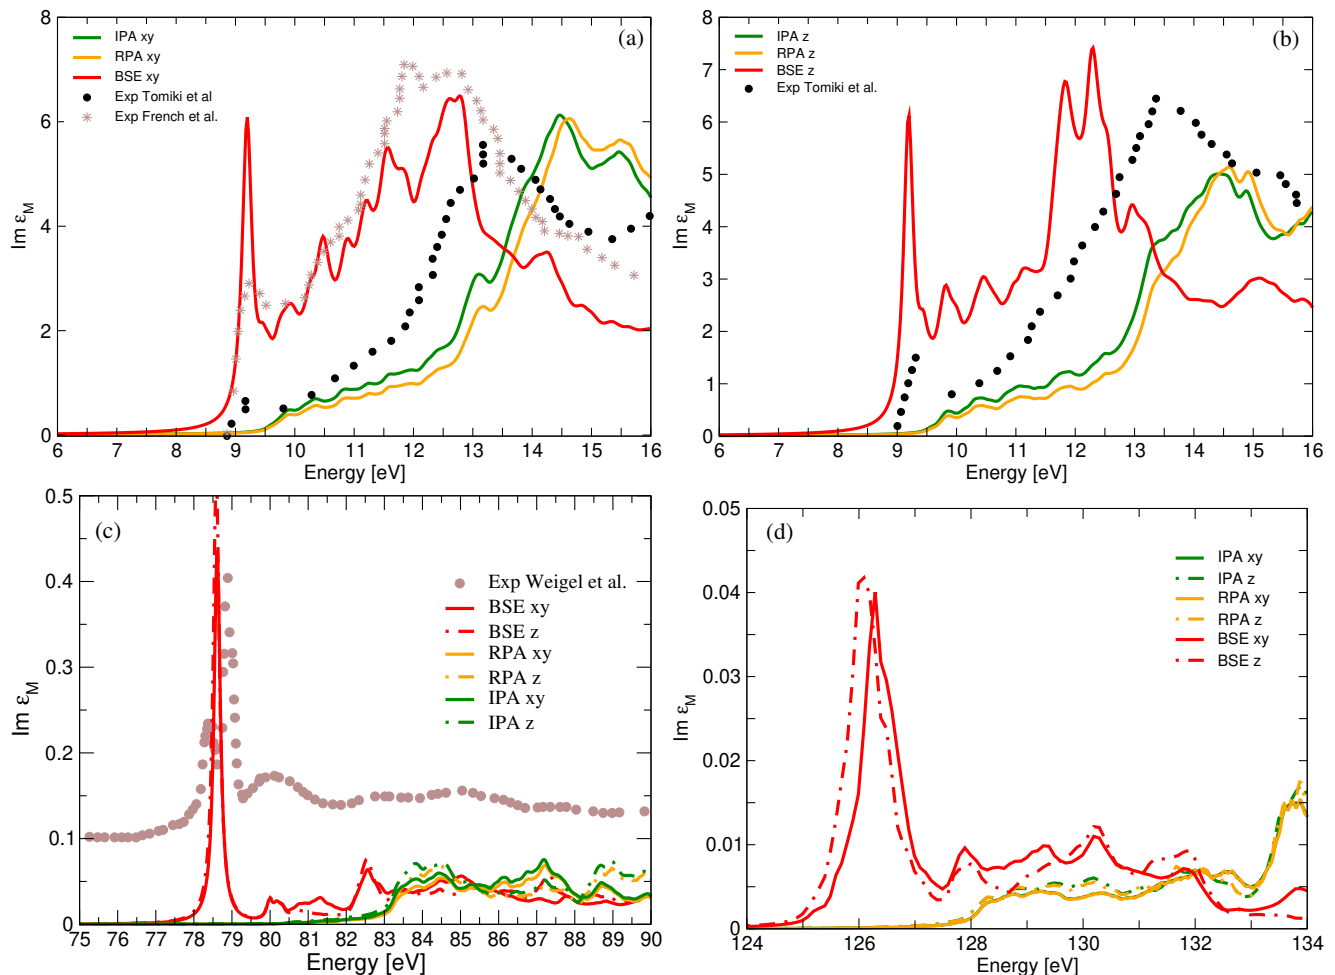 8
6
4
2
0
Im ε_M
IPA xy
RPA xy
BSE xy
Exp Tomiki et al
Exp French et al.
(a)
6 7 8 9 10 11 12 13 14 15 16
Energy [eV]
8
7
6
5
4
3
2
1
0
Im ε_M
IPA z
RPA z
BSE z
Exp Tomiki et al.
(b)
6 7 8 9 10 11 12 13 14 15 16
Energy [eV]
0.5
0.4
0.3
0.2
0.1
0
Im ε_M
(c)
Exp Weigel et al.
BSE xy
BSE z
RPA xy
RPA z
IPA xy
IPA z
75 76 77 78 79 80 81 82 83 84 85 86 87 88 89 90
Energy [eV]
0.05
0.04
0.03
0.02
0.01
0
Im ε_M
(d)
IPA xy
IPA z
RPA xy
RPA z
BSE xy
BSE z
124 126 128 130 132 134
Energy [eV]